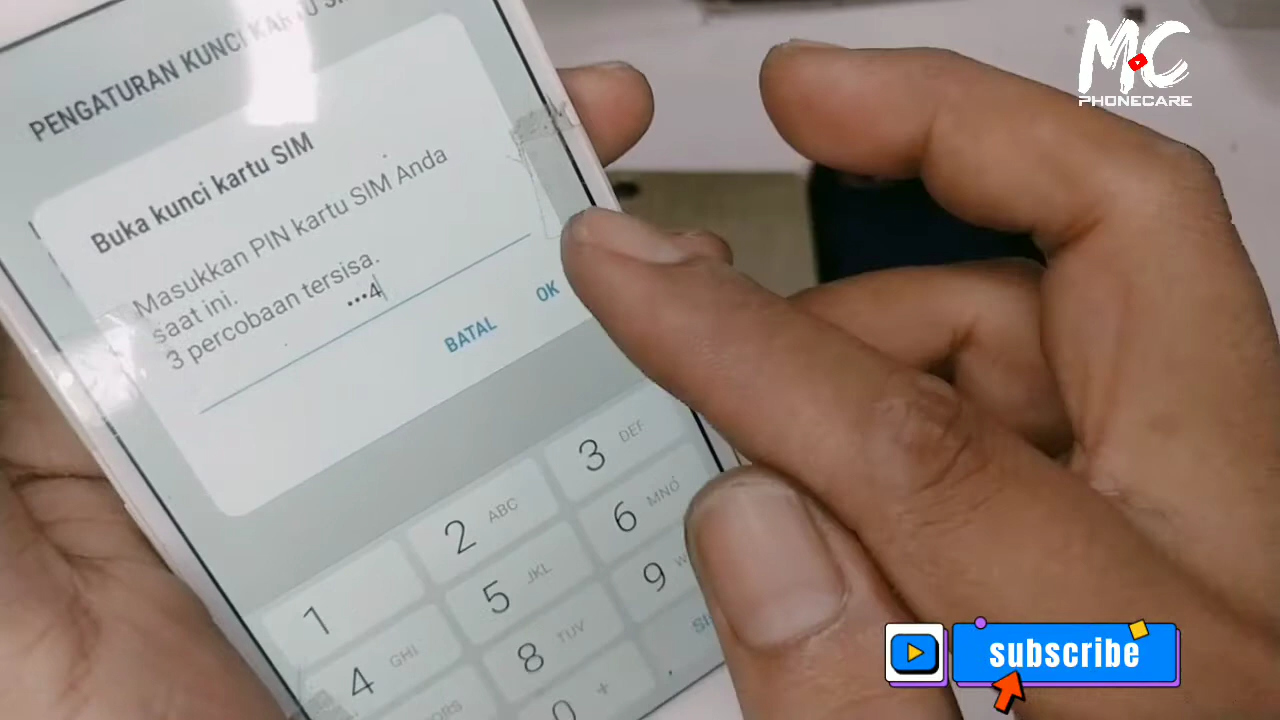 PENGATURAN KUNCI KARTU
Buka kunci kartu SIM
Masukkan PIN kartu SIM Anda
saat ini.
3 percobaan tersisa.
•••4
BATAL
OK
1
2 ABC
3 DEF
4 GHI
5 JKL
6 MNO
8 TUV
9
0 +
MC
PHONECARE
subscribe